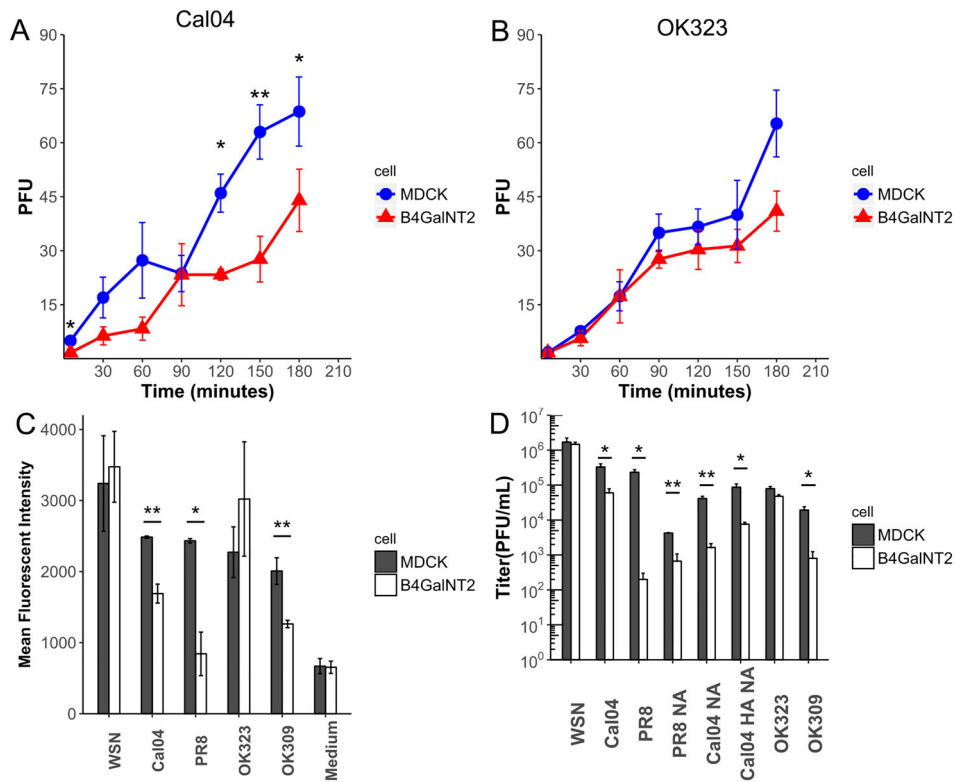 A
Cal04
90
75
60
45
30
15
PFU
*
*
**
*
30 60 90 120 150 180 210
Time (minutes)
cell
MDCK
B4GalNT2
B
OK323
90
75
60
45
30
15
PFU
30 60 90 120 150 180 210
Time (minutes)
cell
MDCK
B4GalNT2
C
4000
3000
2000
1000
0
Mean Fluorescent Intensity
**
*
**
WSN
Cal04
PR8
OK323
OK309
Medium
cell
MDCK
B4GalNT2
D
10⁷
10⁶
10⁵
10⁴
10³
10²
10¹
10⁰
Titer(PFU/mL)
*
*
**
**
*
*
WSN
Cal04
PR8
PR8 NA
Cal04 NA
Cal04 HA NA
OK323
OK309
cell
MDCK
B4GalNT2